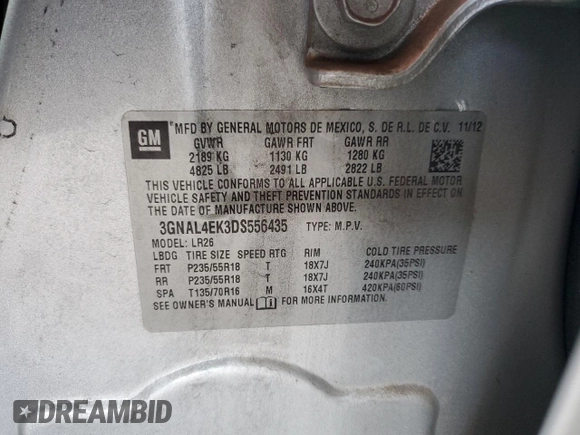 GM
MFD BY GENERAL MOTORS DE MEXICO, S. DE R.L. DE C.V. 11/12
GVWR GAWR FRT GAWR RR
2189 KG 1130 KG 1280 KG
4825 LB 2491 LB 2822 LB
THIS VEHICLE CONFORMS TO ALL APPLICABLE U.S. FEDERAL MOTOR
VEHICLE SAFETY AND THEFT PREVENTION STANDARDS IN EFFECT ON
THE DATE OF MANUFACTURE SHOWN ABOVE.
3GNAL4EK3DS556435 TYPE: M.P.V.
MODEL: LR26
LBDG TIRE SIZE SPEED RTG RIM COLD TIRE PRESSURE
FRT P235/55R18 T 18X7J 240KPA(35PSI)
RR P235/55R18 T 18X7J 240KPA(35PSI)
SPA T135/70R16 M 16X4T 420KPA(60PSI)
SEE OWNER'S MANUAL FOR MORE INFORMATION.
DREAMBID